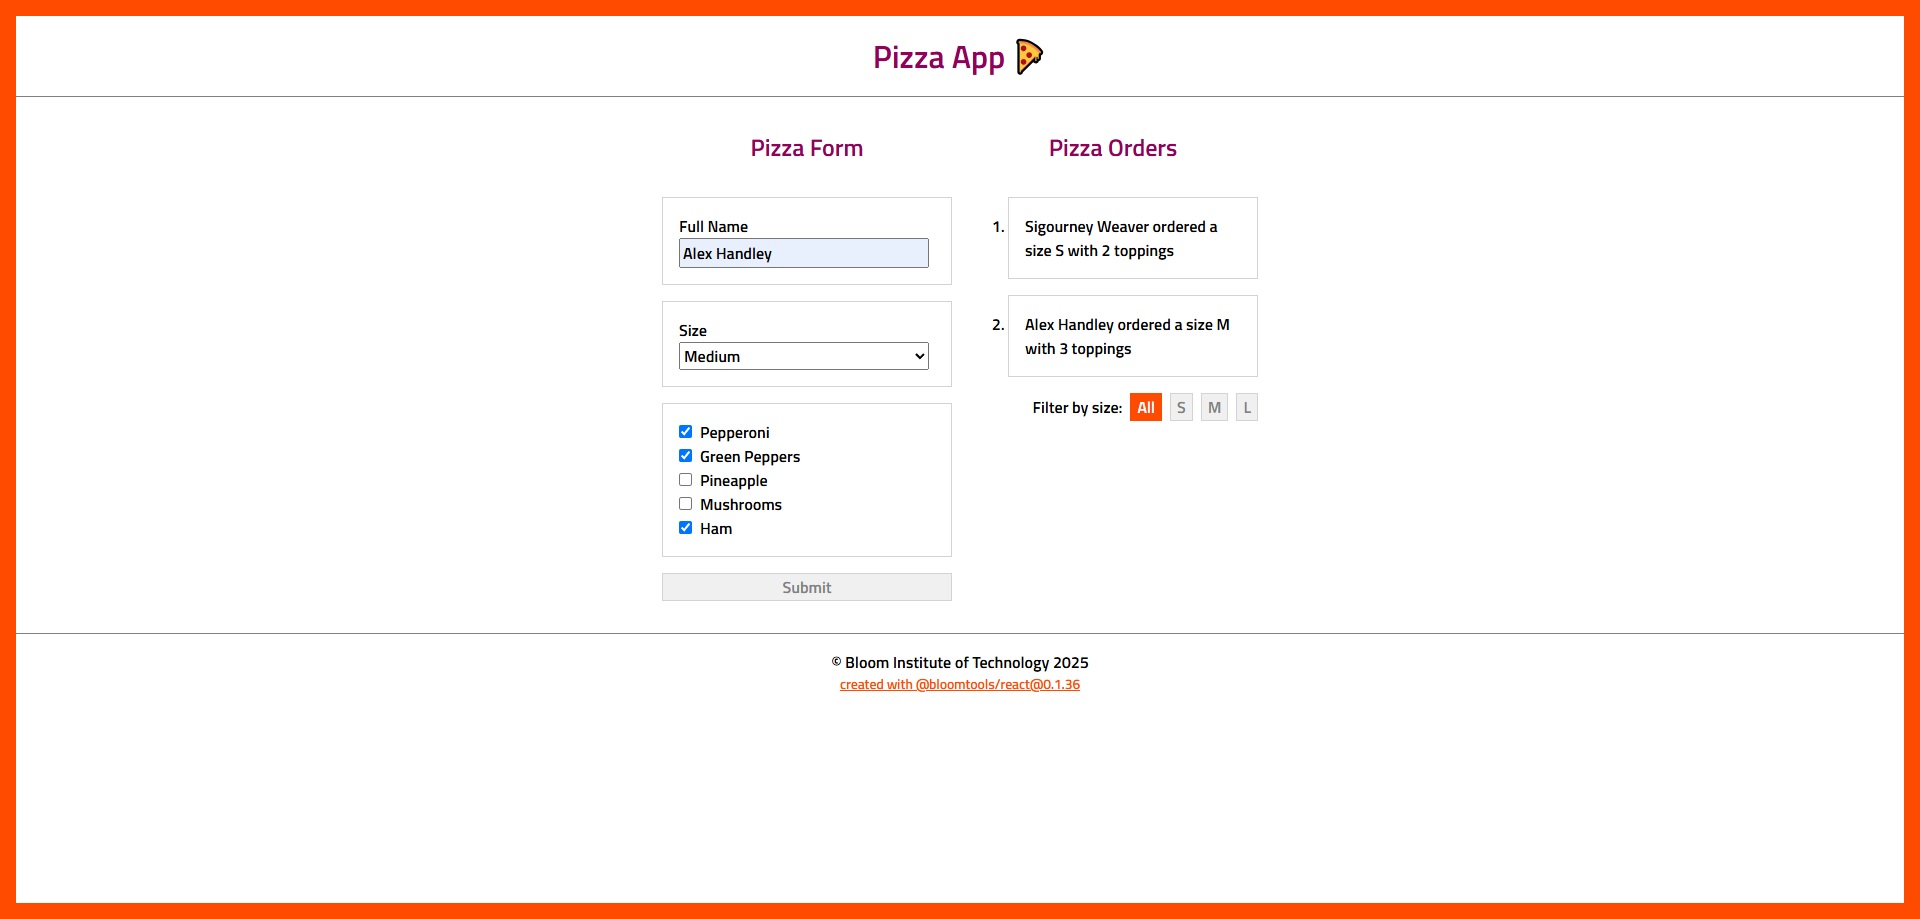 Pizza App
Pizza Form
Full Name
Alex Handley
Size
Medium
Pepperoni
Green Peppers
Pineapple
Mushrooms
Ham
Submit
Pizza Orders
1. Sigourney Weaver ordered a
size S with 2 toppings
2. Alex Handley ordered a size M
with 3 toppings
Filter by size: All S M L
© Bloom Institute of Technology 2025
created with @bloomtools/react@0.1.36